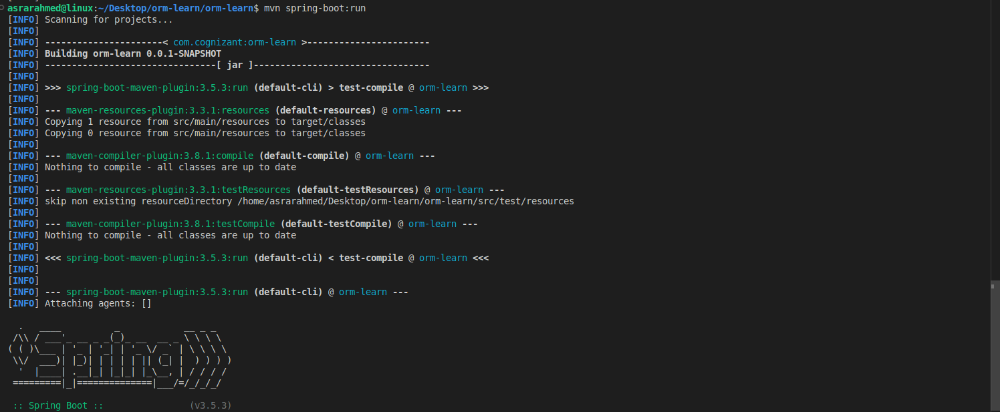 asrarahmed@linux:~/Desktop/orm-learn/orm-learn$ mvn spring-boot:run
[INFO] Scanning for projects...
[INFO]
[INFO] ----------------------< com.cognizant:orm-learn >-----------------------
[INFO] Building orm-learn 0.0.1-SNAPSHOT
[INFO] --------------------------------[ jar ]---------------------------------
[INFO]
[INFO] >>> spring-boot-maven-plugin:3.5.3:run (default-cli) > test-compile @ orm-learn >>>
[INFO]
[INFO] --- maven-resources-plugin:3.3.1:resources (default-resources) @ orm-learn ---
[INFO] Copying 1 resource from src/main/resources to target/classes
[INFO] Copying 0 resource from src/main/resources to target/classes
[INFO]
[INFO] --- maven-compiler-plugin:3.8.1:compile (default-compile) @ orm-learn ---
[INFO] Nothing to compile - all classes are up to date
[INFO]
[INFO] --- maven-resources-plugin:3.3.1:testResources (default-testResources) @ orm-learn ---
[INFO] skip non existing resourceDirectory /home/asrarahmed/Desktop/orm-learn/orm-learn/src/test/resources
[INFO]
[INFO] --- maven-compiler-plugin:3.8.1:testCompile (default-testCompile) @ orm-learn ---
[INFO] Nothing to compile - all classes are up to date
[INFO]
[INFO] <<< spring-boot-maven-plugin:3.5.3:run (default-cli) < test-compile @ orm-learn <<<
[INFO]
[INFO]
[INFO] --- spring-boot-maven-plugin:3.5.3:run (default-cli) @ orm-learn ---
[INFO] Attaching agents: []

  .   ____          _            __ _ _
 /\\ / ___'_ __ _ _(_)_ __  __ _ \ \ \ \
( ( )\___ | '_ | '_| | '_ \/ _` | \ \ \ \
 \\/  ___)| |_)| | | | | || (_| |  ) ) ) )
  '  |____| .__|_| |_|_| |_\__, | / / / /
 =========|_|==============|___/=/_/_/_/

 :: Spring Boot ::                (v3.5.3)